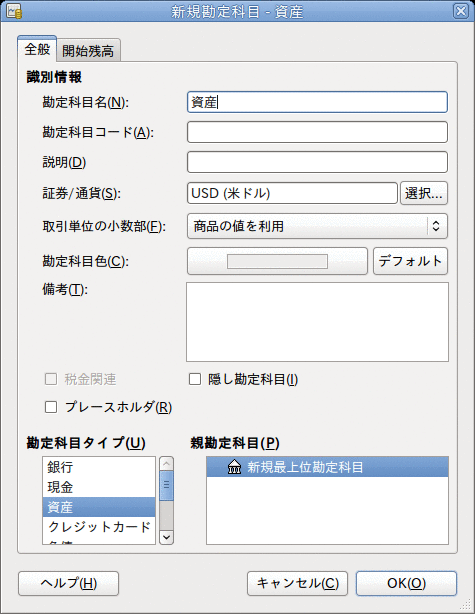 新規勘定科目 - 資産
全般 開始残高
識別情報
勘定科目名(N): 資産
勘定科目コード(A):
説明(D)
証券/通貨(S): USD (米ドル) 選択...
取引単位の小数部(F): 商品の値を利用
勘定科目色(C): デフォルト
備考(T):
税金関連 隠し勘定科目(I)
プレースホルダ(R)
勘定科目タイプ(U) 親勘定科目(P)
銀行 新規最上位勘定科目
現金
資産
クレジットカード
負債
ヘルプ(H) キャンセル(C) OK(O)